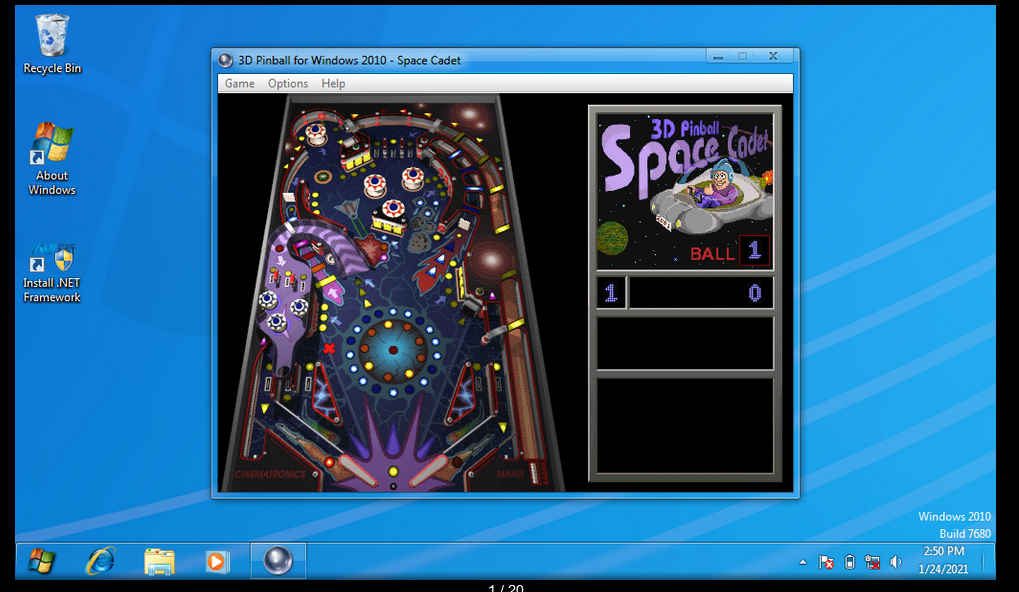 Recycle Bin
About
Windows
Install .NET
Framework
3D Pinball for Windows 2010 - Space Cadet
Game Options Help
3D Pinball
Space Cadet
BALL 1
1 0
CINEMATRONICS
MAXIS
Windows 2010
Build 7680
2:50 PM
1/24/2021
1 / 20